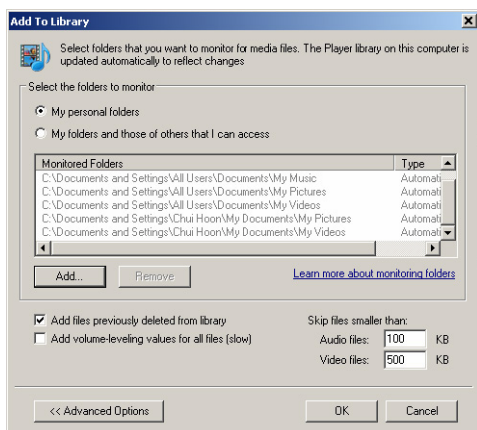 Add To Library
Select folders that you want to monitor for media files. The Player library on this computer is
updated automatically to reflect changes
Select the folders to monitor
My personal folders
My folders and those of others that I can access
Monitored Folders Type
C:\Documents and Settings\All Users\Documents\My Music Automati
C:\Documents and Settings\All Users\Documents\My Pictures Automati
C:\Documents and Settings\All Users\Documents\My Videos Automati
C:\Documents and Settings\Chui Hoon\My Documents\My Pictures Automati
C:\Documents and Settings\Chui Hoon\My Documents\My Videos Automati
Add... Remove Learn more about monitoring folders
Add files previously deleted from library Skip files smaller than:
Add volume-leveling values for all files (slow) Audio files: 100 KB
Video files: 500 KB
<< Advanced Options OK Cancel